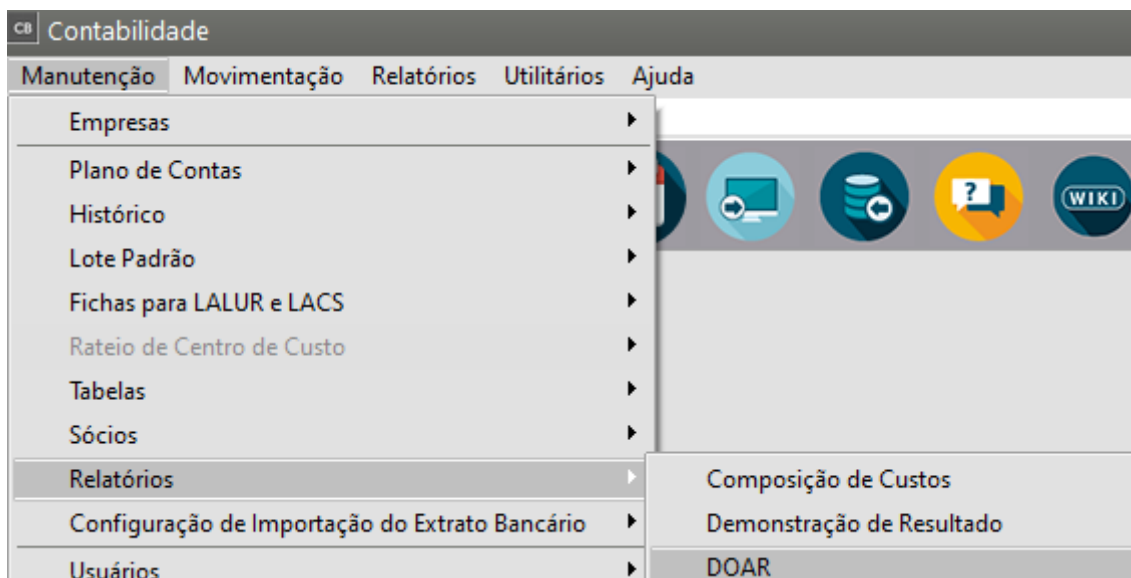 CB Contabilidade
Manutenção Movimentação Relatórios Utilitários Ajuda
Empresas
Plano de Contas
Histórico
Lote Padrão
Fichas para LALUR e LACS
Rateio de Centro de Custo
Tabelas
Sócios
Relatórios
Configuração de Importação do Extrato Bancário
Usuários
? WIKI
Composição de Custos
Demonstração de Resultado
DOAR